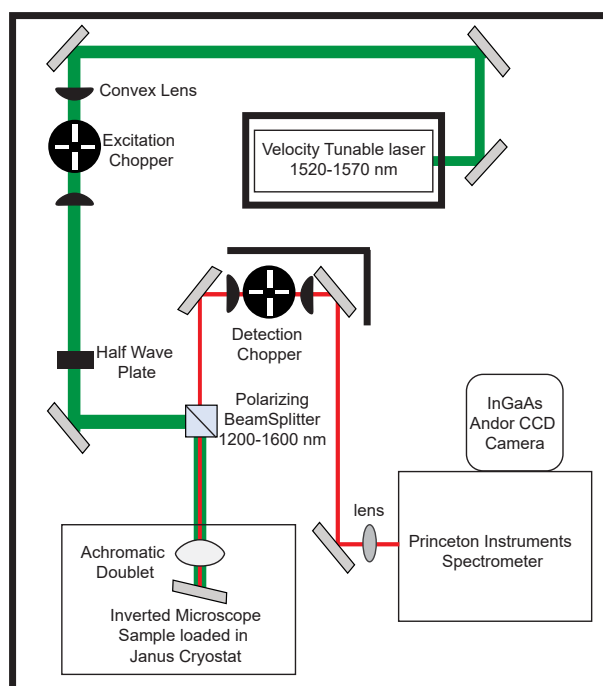 Convex Lens
Excitation
Chopper
Velocity Tunable laser
1520-1570 nm
Detection
Chopper
Half Wave
Plate
Polarizing
BeamSplitter
1200-1600 nm
InGaAs
Andor CCD
Camera
lens
Princeton Instruments
Spectrometer
Achromatic
Doublet
Inverted Microscope
Sample loaded in
Janus Cryostat